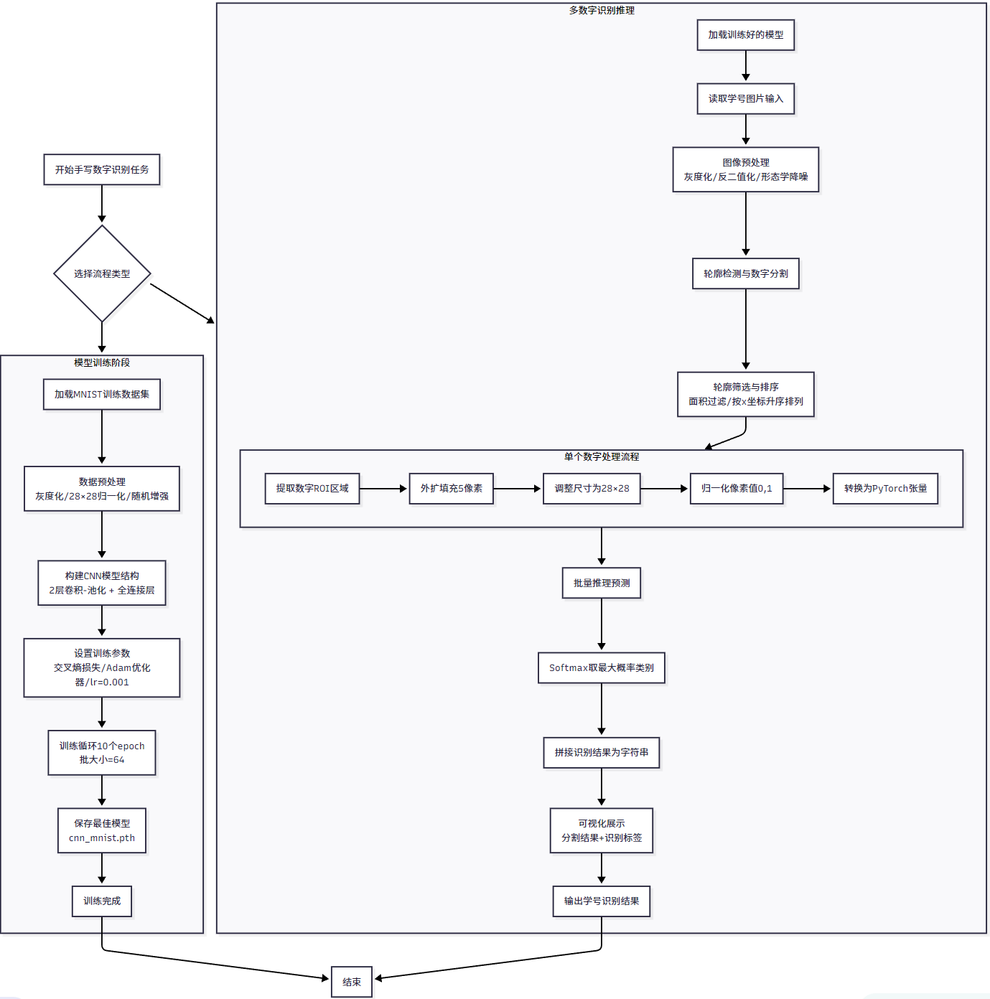 开始手写数字识别任务
选择流程类型
模型训练阶段
加载MNIST训练数据集
数据预处理
灰度化/28×28归一化/随机增强
构建CNN模型结构
2层卷积-池化 + 全连接层
设置训练参数
交叉熵损失/Adam优化
器/lr=0.001
训练循环10个epoch
批大小=64
保存最佳模型
cnn_mnist.pth
训练完成
多数字识别推理
加载训练好的模型
读取学号图片输入
图像预处理
灰度化/反二值化/形态学降噪
轮廓检测与数字分割
轮廓筛选与排序
面积过滤/按x坐标升序排列
单个数字处理流程
提取数字ROI区域
外扩填充5像素
调整尺寸为28×28
归一化像素值0,1
转换为PyTorch张量
批量推理预测
Softmax取最大概率类别
拼接识别结果为字符串
可视化展示
分割结果+识别标签
输出学号识别结果
结束